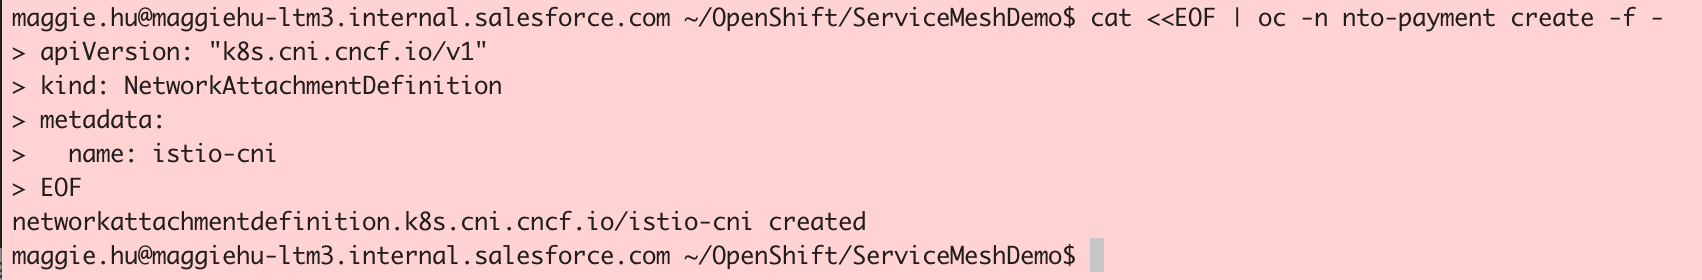 maggie.hu@maggiehu-ltm3.internal.salesforce.com ~/OpenShift/ServiceMeshDemo$ cat <<EOF | oc -n nto-payment create -f -
> apiVersion: "k8s.cni.cncf.io/v1"
> kind: NetworkAttachmentDefinition
> metadata:
>   name: istio-cni
> EOF
networkattachmentdefinition.k8s.cni.cncf.io/istio-cni created
maggie.hu@maggiehu-ltm3.internal.salesforce.com ~/OpenShift/ServiceMeshDemo$